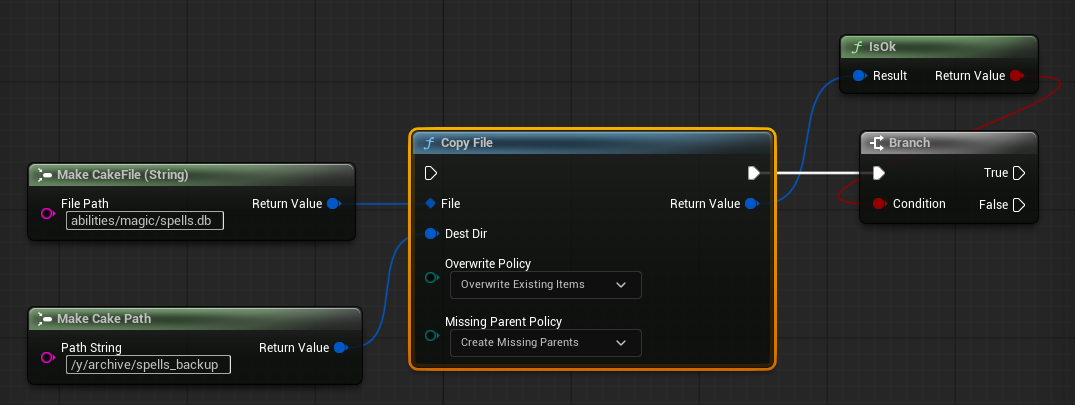 IsOk
Result Return Value
Copy File
Branch
True
Make CakeFile (String)
File Path Return Value
abilities/magic/spells.db
File Return Value
Condition False
Dest Dir
Overwrite Policy
Overwrite Existing Items
Make Cake Path
Missing Parent Policy
Path String Return Value
Create Missing Parents
/y/archive/spells_backup